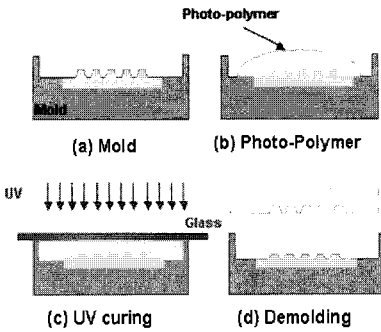 Photo-polymer
Mold
(a) Mold
(b) Photo-Polymer
UV
Glass
(c) UV curing
(d) Demolding